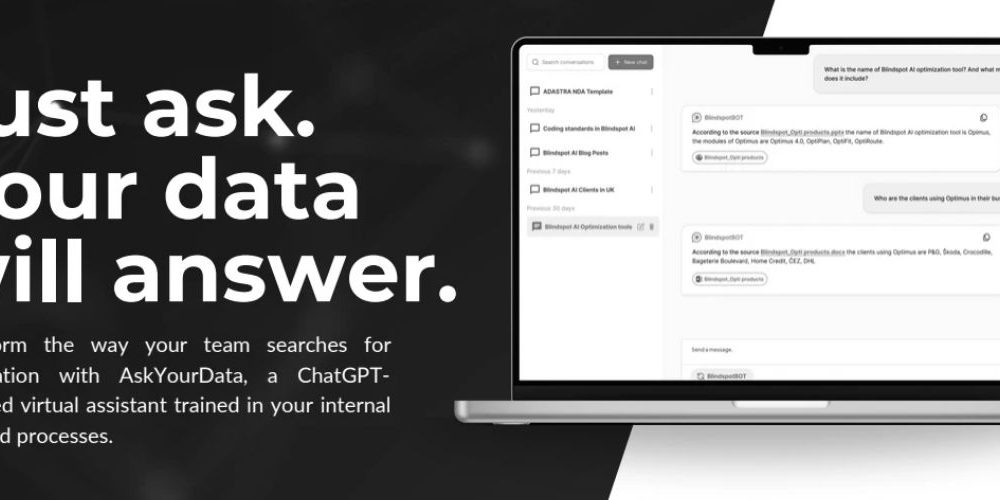 ust ask.
our data
vill answer.
orm the way your team searches for
ation with AskYourData, a ChatGPT-
ed virtual assistant trained in your internal
d processes.
Search conversations
+ New chat
ADASTRA NDA Template
Yesterday
Coding standards in Blindspot AI
Blindspot AI Blog Posts
Previous 7 days
Blindspot AI Clients in UK
Previous 30 days
Blindspot AI Optimization tools
What is the name of Blindspot AI optimization tool? And what m
does it include?
BlindspotBOT
According to the source Blindspot_Opti products.pptx the name of Blindspot AI optimization tool is Opimus,
the modules of Optimus are Optimus 4.0, OptiPlan, OptiFit, OptiRoute.
Blindspot_Opti products
Who are the clients using Optimus in their bus
BlindspotBOT
According to the source Blindspot_Opti products.docx the clients using Optimus are P&G, Škoda, Crocodille,
Bageterie Boulevard, Home Credit, ČEZ, DHL
Blindspot_Opti products
Send a message.
BlindspotBOT